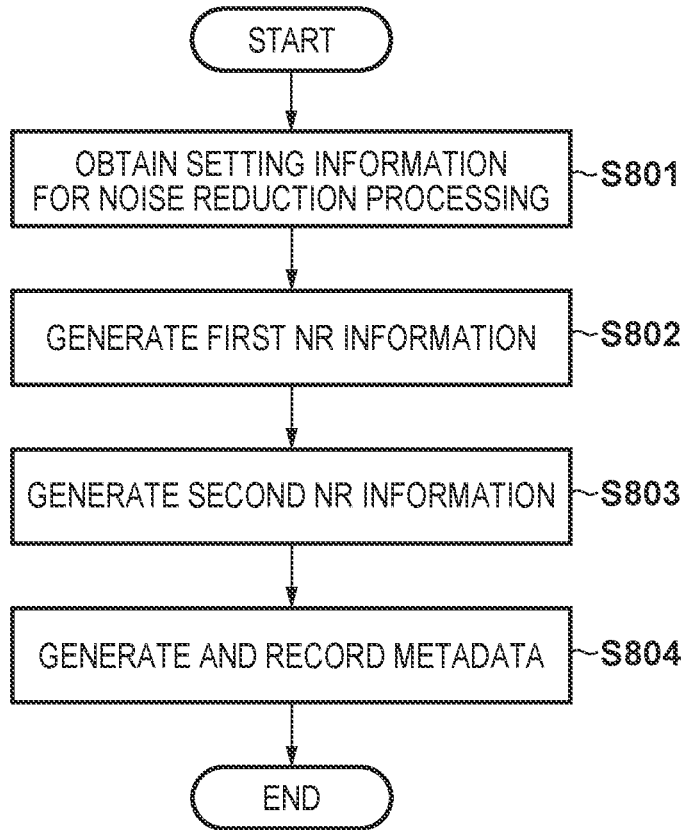 START
OBTAIN SETTING INFORMATION
FOR NOISE REDUCTION PROCESSING
S801
GENERATE FIRST NR INFORMATION
S802
GENERATE SECOND NR INFORMATION
S803
GENERATE AND RECORD METADATA
S804
END